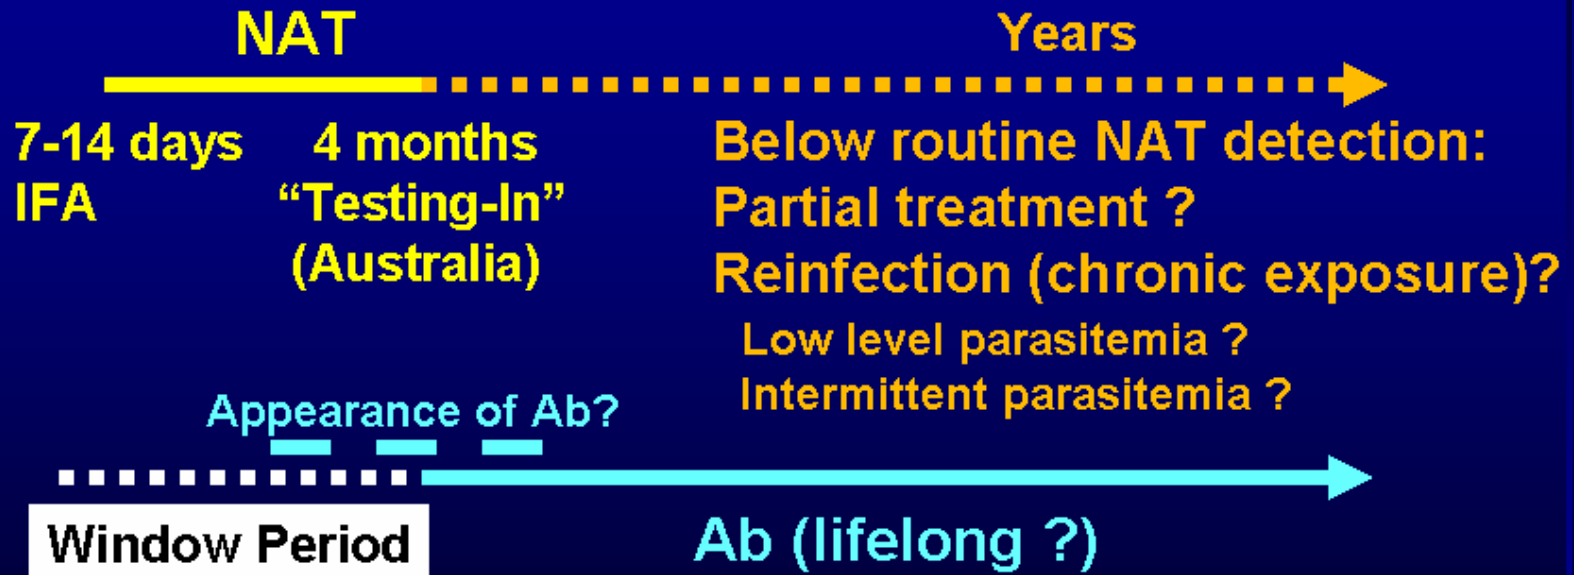 NAT
Years
7-14 days
IFA
4 months
“Testing-In”
(Australia)
Below routine NAT detection:
Partial treatment ?
Reinfection (chronic exposure)?
Low level parasitemia ?
Intermittent parasitemia ?
Appearance of Ab?
Window Period
Ab (lifelong ?)